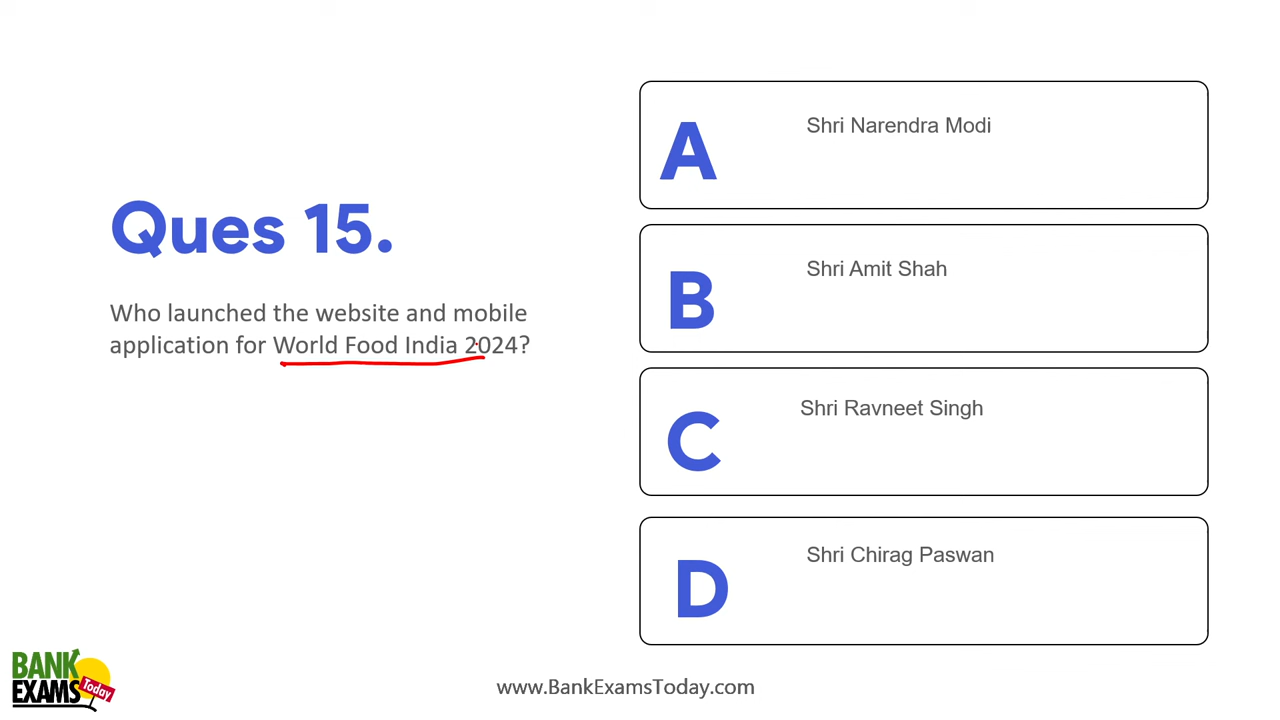 Ques 15.
Who launched the website and mobile
application for World Food India 2024?
A
Shri Narendra Modi
B
Shri Amit Shah
C
Shri Ravneet Singh
D
Shri Chirag Paswan
BANK
EXAMS
Today
www.BankExamsToday.com